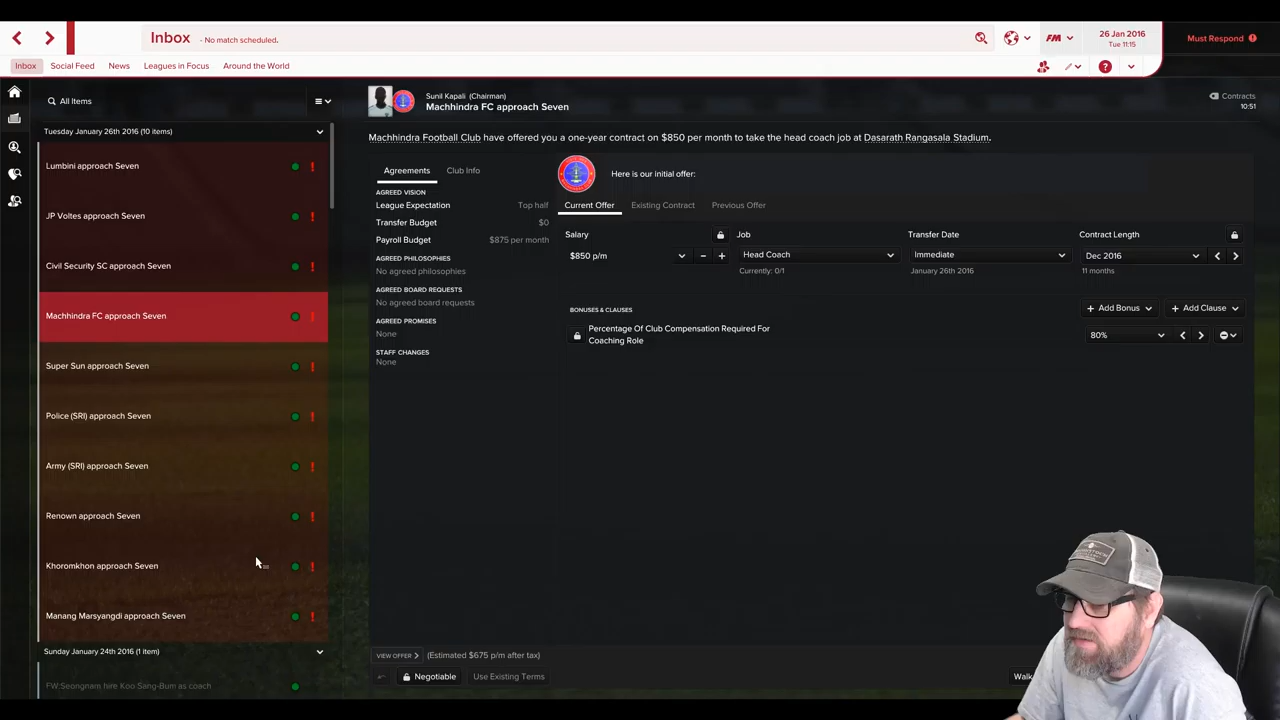 Inbox
- No match scheduled.
FM
26 Jan 2016
Tue 11:15
Must Respond
Inbox
Social Feed
News
Leagues in Focus
Around the World
?
All Items
Sunil Kapali (Chairman)
Machhindra FC approach Seven
Contracts
10:51
Tuesday January 26th 2016 (10 items)
Machhindra Football Club have offered you a one-year contract on $850 per month to take the head coach job at Dasarath Rangasala Stadium.
Lumbini approach Seven
JP Voltes approach Seven
Civil Security SC approach Seven
Machhindra FC approach Seven
Super Sun approach Seven
Police (SRI) approach Seven
Army (SRI) approach Seven
Renown approach Seven
Khoromkhon approach Seven
Manang Marsyangdi approach Seven
Sunday January 24th 2016 (1 item)
FW:Seongnam hire Koo Sang-Bum as coach
Agreements
Club Info
AGREED VISION
League Expectation
Top half
Transfer Budget
$0
Payroll Budget
$875 per month
AGREED PHILOSOPHIES
No agreed philosophies
AGREED BOARD REQUESTS
No agreed board requests
AGREED PROMISES
None
STAFF CHANGES
None
Here is our initial offer:
Current Offer
Existing Contract
Previous Offer
Salary
Job
Transfer Date
Contract Length
$850 p/m
Head Coach
Immediate
Dec 2016
Currently: 0/1
January 26th 2016
11 months
BONUSES & CLAUSES
Add Bonus
Add Clause
Percentage Of Club Compensation Required For
Coaching Role
80%
VIEW OFFER
(Estimated $675 p/m after tax)
Negotiable
Use Existing Terms
Walk